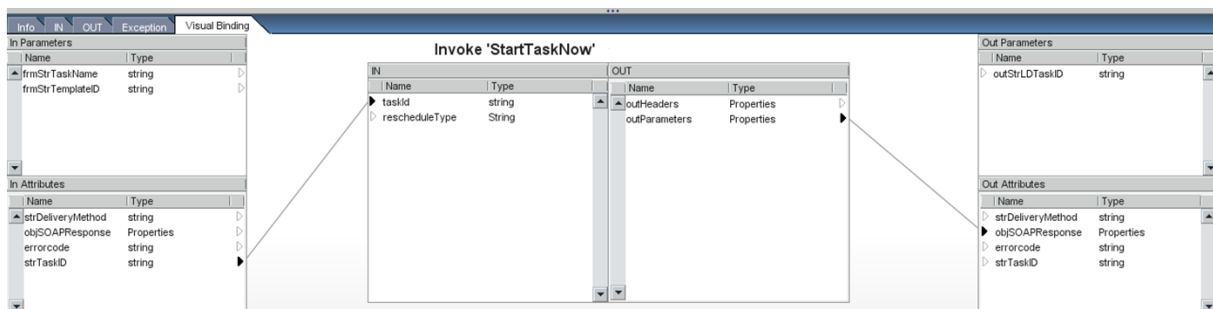 Info IN OUT Exception Visual Binding
In Parameters
Name Type
frmStrTaskName string
frmStrTemplateID string
In Attributes
Name Type
strDeliveryMethod string
objSOAPResponse Properties
errorcode string
strTaskID string
Invoke 'StartTaskNow'
IN
Name Type
taskId string
rescheduleType String
OUT
Name Type
outHeaders Properties
outParameters Properties
Out Parameters
Name Type
outStrLDTaskID string
Out Attributes
Name Type
strDeliveryMethod string
objSOAPResponse Properties
errorcode string
strTaskID string